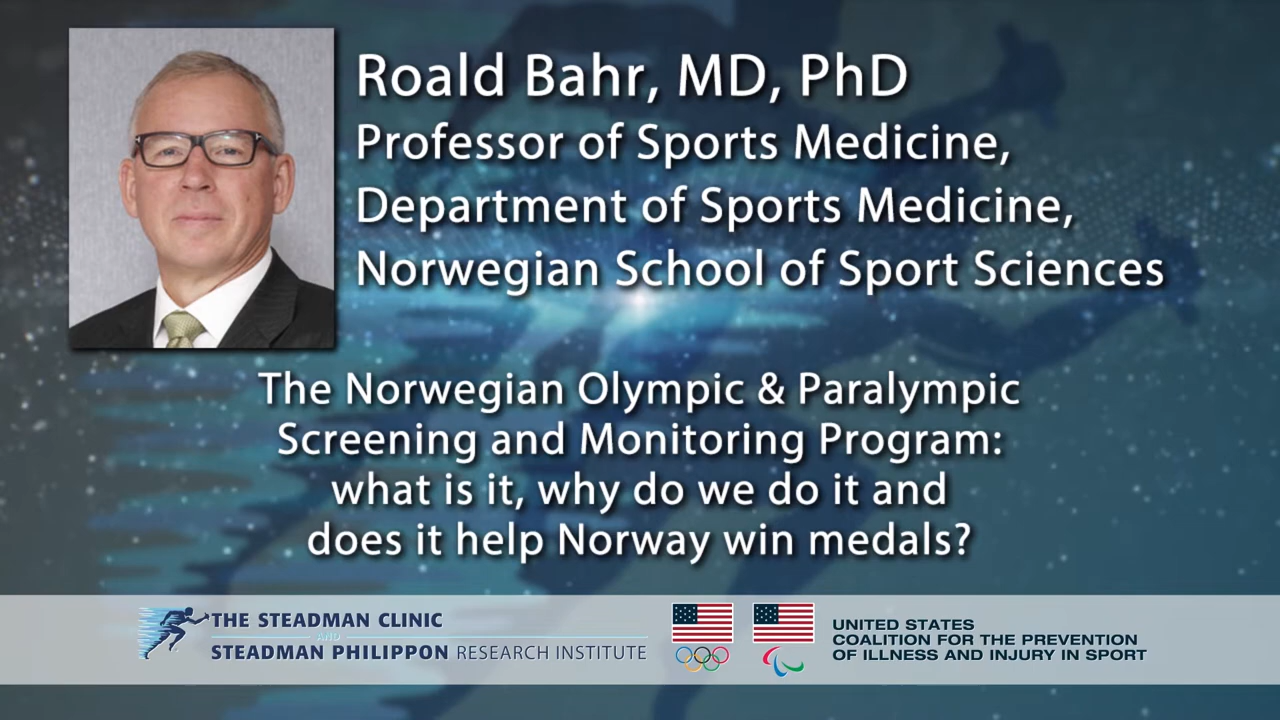 Roald Bahr, MD, PhD
Professor of Sports Medicine,
Department of Sports Medicine,
Norwegian School of Sport Sciences
The Norwegian Olympic & Paralympic
Screening and Monitoring Program:
what is it, why do we do it and
does it help Norway win medals?
THE STEADMAN CLINIC
AND
STEADMAN PHILIPPON RESEARCH INSTITUTE
UNITED STATES
COALITION FOR THE PREVENTION
OF ILLNESS AND INJURY IN SPORT